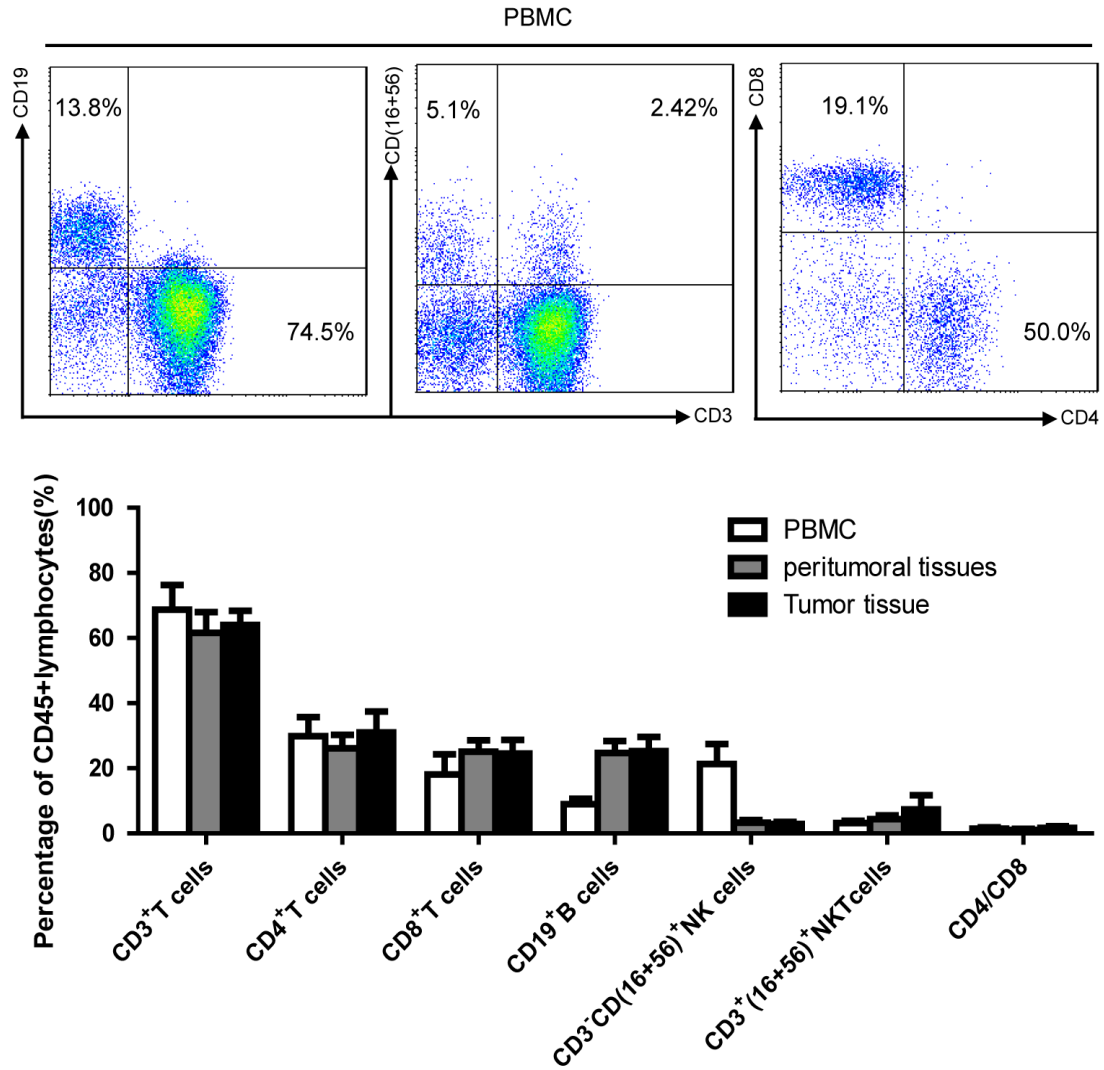 PBMC
CD19
13.8%
74.5%
CD(16+56)
5.1%
2.42%
CD3
CD8
19.1%
50.0%
CD4
Percentage of CD45+lymphocytes(%)
100
80
60
40
20
0
PBMC
peritumoral tissues
Tumor tissue
CD3⁺T cells
CD4⁺T cells
CD8⁺T cells
CD19⁺B cells
CD3⁻CD(16+56)⁺NK cells
CD3⁺(16+56)⁺NKTcells
CD4/CD8